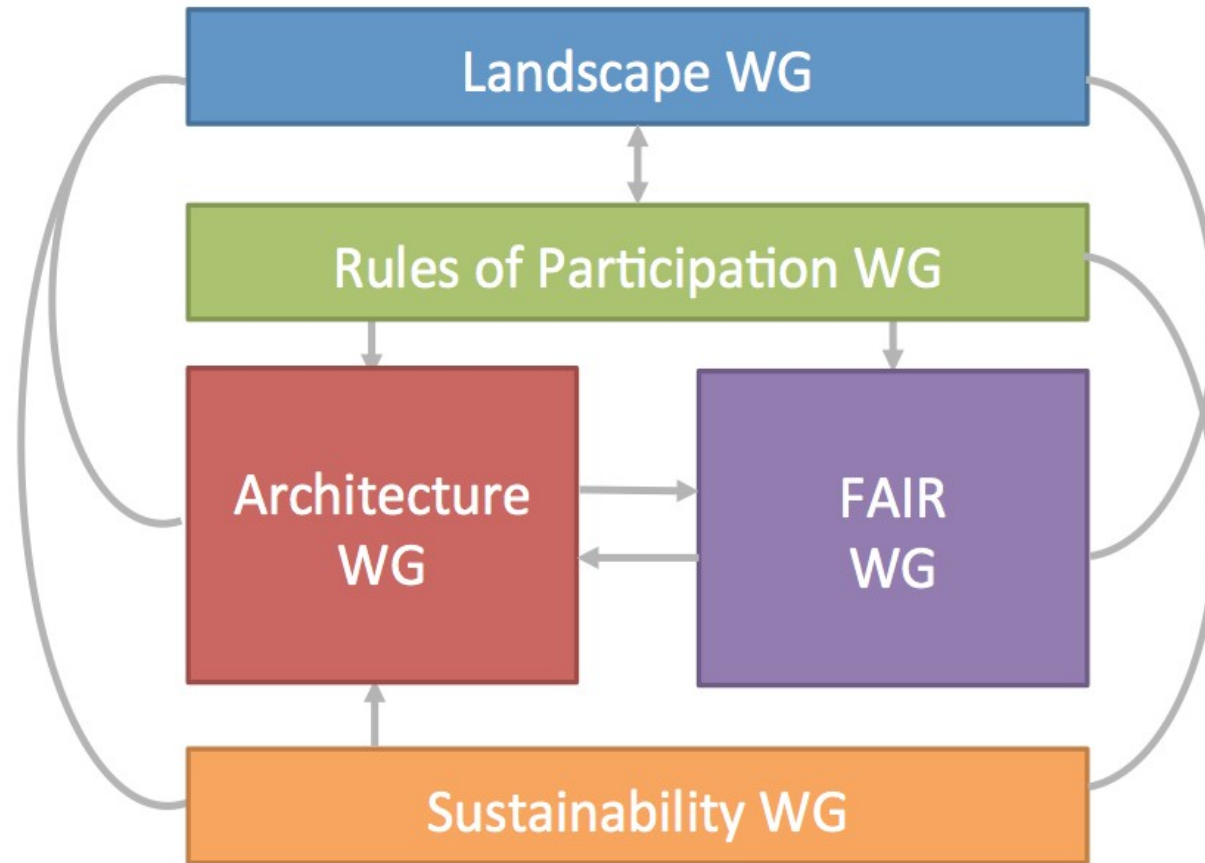 Landscape WG
Rules of Participation WG
Architecture
WG
FAIR
WG
Sustainability WG